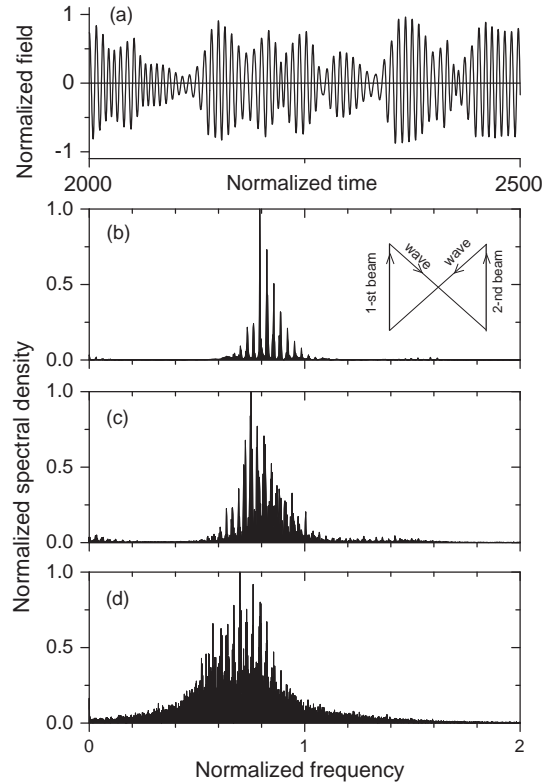 (a)
Normalized field
1
0
-1
2000
Normalized time
2500
Normalized spectral density
(b)
1.0
0.5
0.0
1-st beam
wave
wave
2-nd beam
(c)
1.0
0.5
0.0
(d)
1.0
0.5
0.0
0
1
2
Normalized frequency